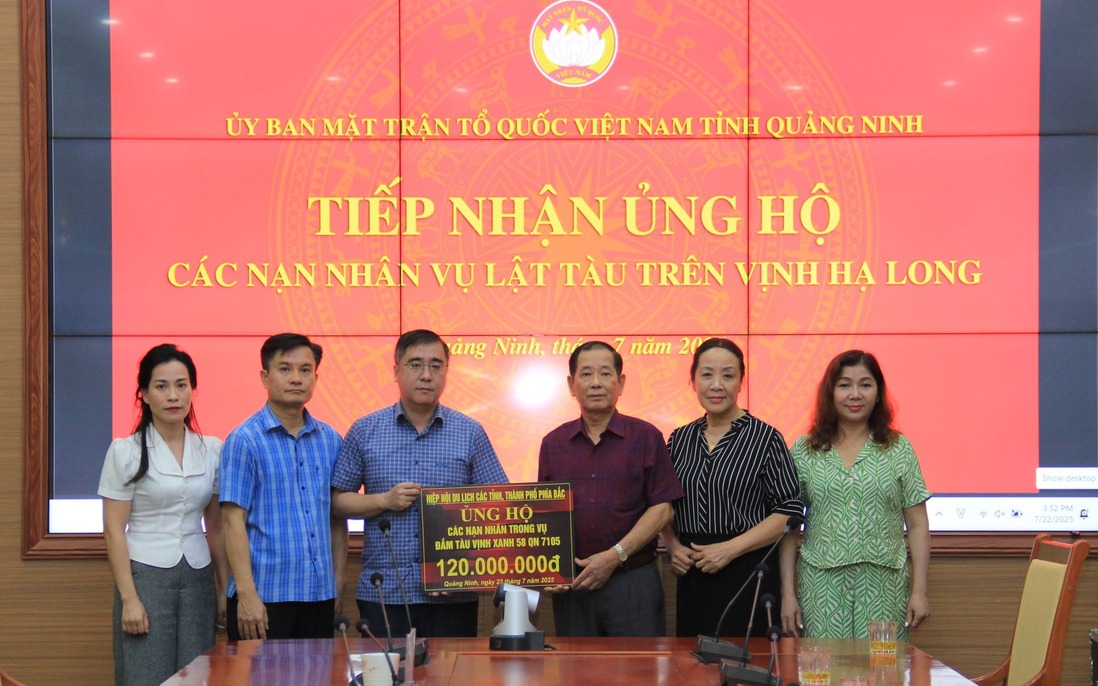 MẶT TRẬN TỔ QUỐC
VIỆT NAM
ỦY BAN MẶT TRẬN TỔ QUỐC VIỆT NAM TỈNH QUẢNG NINH
TIẾP NHẬN ỦNG HỘ
CÁC NẠN NHÂN VỤ LẬT TÀU TRÊN VỊNH HẠ LONG
Quảng Ninh, tháng 7 năm
HIỆP HỘI DU LỊCH CÁC TỈNH, THÀNH PHỐ PHÍA BẮC
ỦNG HỘ
CÁC NẠN NHÂN TRONG VỤ
ĐẮM TÀU VỊNH XANH 58 QN 7105
120.000.000đ
Quảng Ninh, ngày 22 tháng 7 năm 2025
Show desktop
3:52 PM
7/22/2025